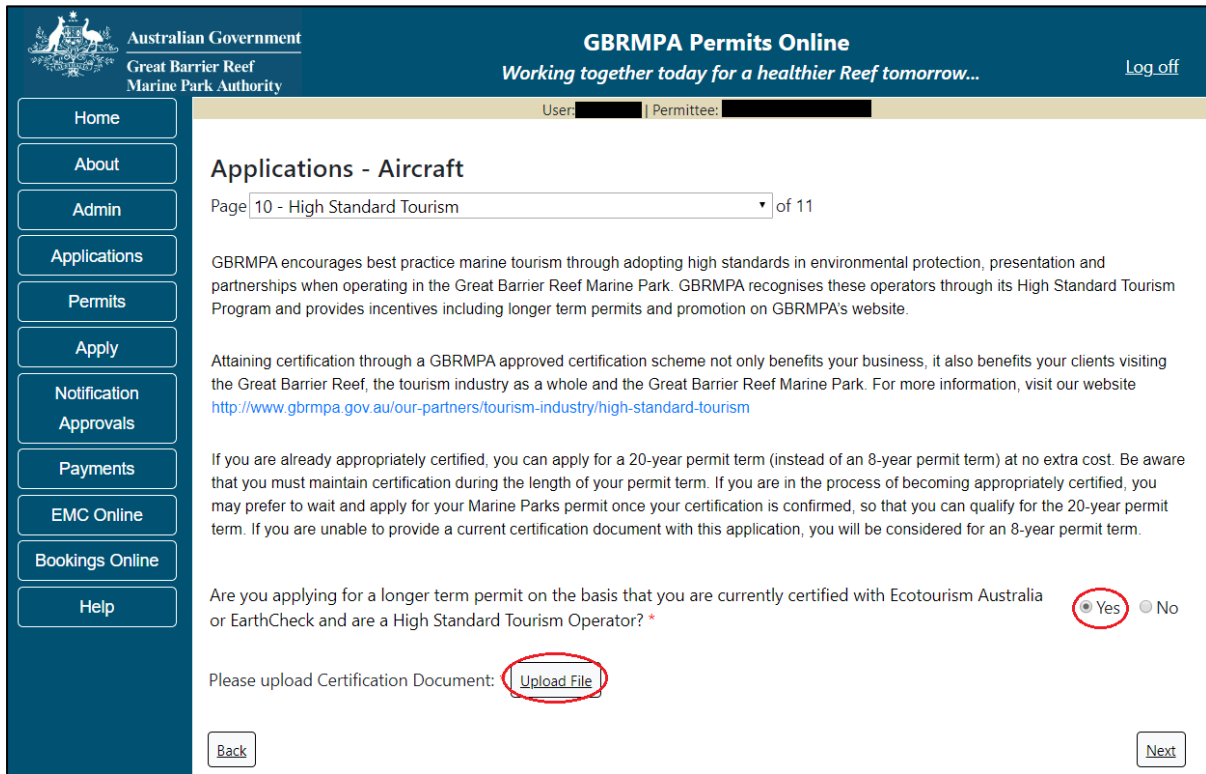 Australian Government
Great Barrier Reef
Marine Park Authority
GBRMPA Permits Online
Working together today for a healthier Reef tomorrow...
Log off
User: | Permittee:
Home
About
Admin
Applications
Permits
Apply
Notification
Approvals
Payments
EMC Online
Bookings Online
Help
Applications - Aircraft
Page 10 - High Standard Tourism of 11
GBRMPA encourages best practice marine tourism through adopting high standards in environmental protection, presentation and
partnerships when operating in the Great Barrier Reef Marine Park. GBRMPA recognises these operators through its High Standard Tourism
Program and provides incentives including longer term permits and promotion on GBRMPA's website.
Attaining certification through a GBRMPA approved certification scheme not only benefits your business, it also benefits your clients visiting
the Great Barrier Reef, the tourism industry as a whole and the Great Barrier Reef Marine Park. For more information, visit our website
http://www.gbrmpa.gov.au/our-partners/tourism-industry/high-standard-tourism
If you are already appropriately certified, you can apply for a 20-year permit term (instead of an 8-year permit term) at no extra cost. Be aware
that you must maintain certification during the length of your permit term. If you are in the process of becoming appropriately certified, you
may prefer to wait and apply for your Marine Parks permit once your certification is confirmed, so that you can qualify for the 20-year permit
term. If you are unable to provide a current certification document with this application, you will be considered for an 8-year permit term.
Are you applying for a longer term permit on the basis that you are currently certified with Ecotourism Australia
or EarthCheck and are a High Standard Tourism Operator? *
Yes No
Please upload Certification Document: * Upload File
Back
Next